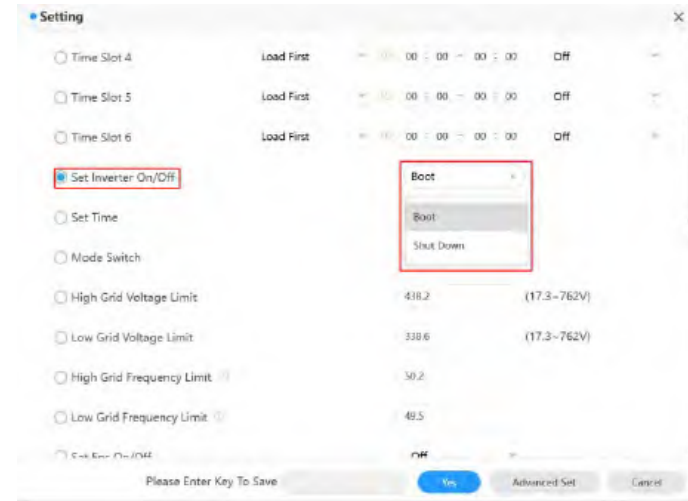 Setting
Time Slot 4 Load First 00 : 00 ~ 00 : 00 Off
Time Slot 5 Load First 00 : 00 ~ 00 : 00 Off
Time Slot 6 Load First 00 : 00 ~ 00 : 00 Off
Set Inverter On/Off Boot
Set Time Boot
Shut Down
Mode Switch
High Grid Voltage Limit 438.2 (17.3~762V)
Low Grid Voltage Limit 338.6 (17.3~762V)
High Grid Frequency Limit 50.2
Low Grid Frequency Limit 49.5
On/Off Off
Please Enter Key To Save Yes Advanced Set Cancel